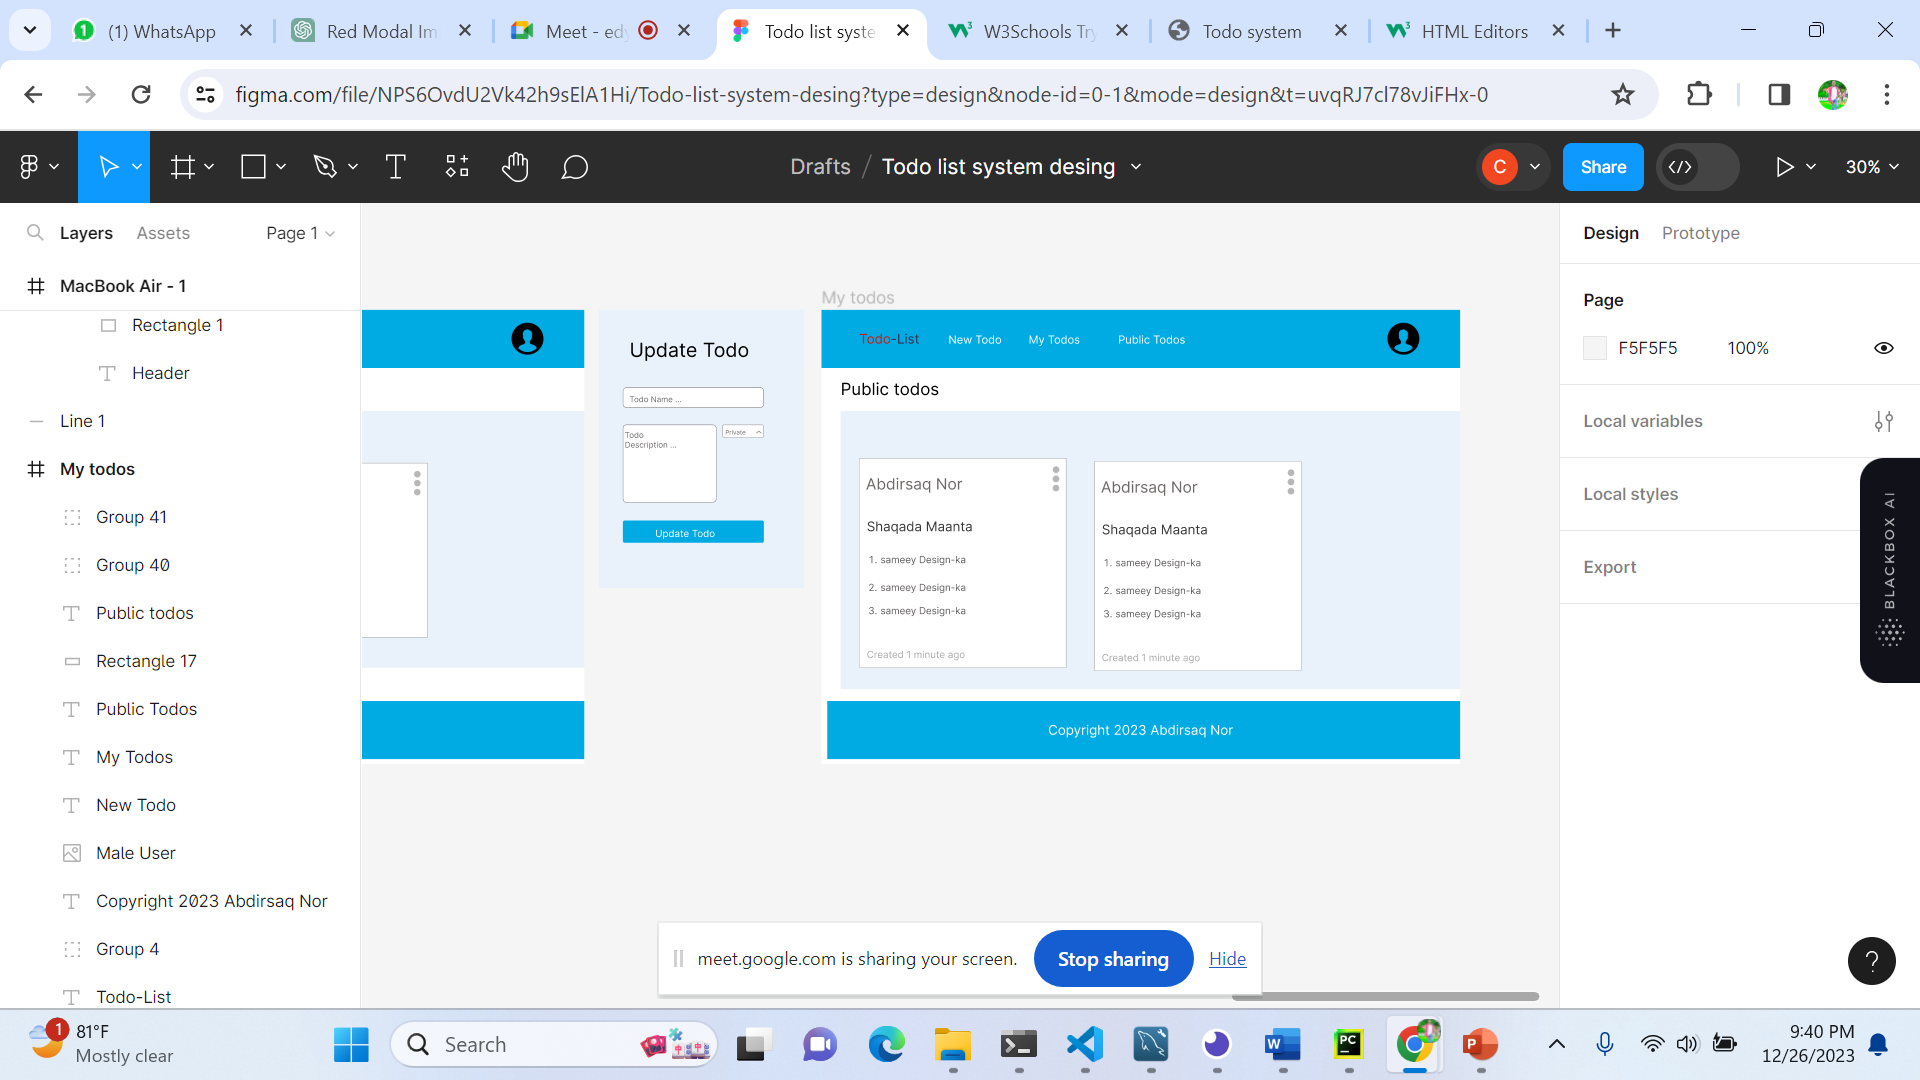 (1) WhatsApp
Red Modal Im
Meet - edy
Todo list syste
W3Schools Try
Todo system
HTML Editors
figma.com/file/NPS6OvdU2Vk42h9sElA1Hi/Todo-list-system-desing?type=design&node-id=0-1&mode=design&t=uvqRJ7cl78vJiFHx-0
Drafts / Todo list system desing
C
Share
30%
Layers
Assets
Page 1
MacBook Air - 1
Rectangle 1
Header
Line 1
My todos
Group 41
Group 40
Public todos
Rectangle 17
Public Todos
My Todos
New Todo
Male User
Copyright 2023 Abdirsaq Nor
Group 4
Todo-List
Update Todo
Todo Name ...
Todo
Description ...
Private
Update Todo
My todos
Todo-List
New Todo
My Todos
Public Todos
Public todos
Abdirsaq Nor
Shaqada Maanta
1. sameey Design-ka
2. sameey Design-ka
3. sameey Design-ka
Created 1 minute ago
Abdirsaq Nor
Shaqada Maanta
1. sameey Design-ka
2. sameey Design-ka
3. sameey Design-ka
Created 1 minute ago
Copyright 2023 Abdirsaq Nor
Design
Prototype
Page
F5F5F5
100%
Local variables
Local styles
Export
BLACKBOX AI
?
meet.google.com is sharing your screen.
Stop sharing
Hide
1
81°F
Mostly clear
Search
W
PC
P
9:40 PM
12/26/2023